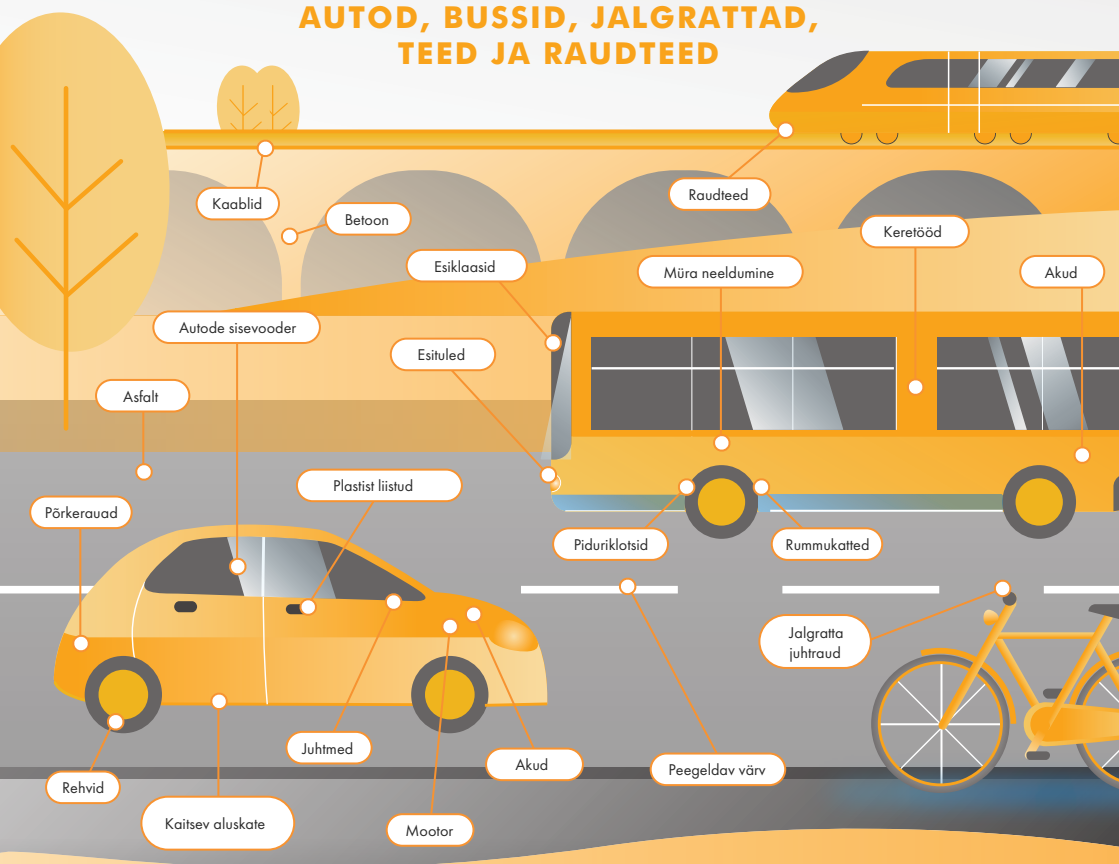 AUTOD, BUSSID, JALGRATTAD,
TEED JA RAUDTEED
Kaablid
Betoon
Raudteed
Keretööd
Esiklaasid
Müra neeldumine
Akud
Autode sisevooder
Esituled
Asfalt
Plastist liistud
Põrkerauad
Piduriklotsid
Rummukatted
Jalgratta
juhtraud
Juhtmed
Akud
Peegeldav värv
Rehvid
Kaitsev aluskate
Mootor